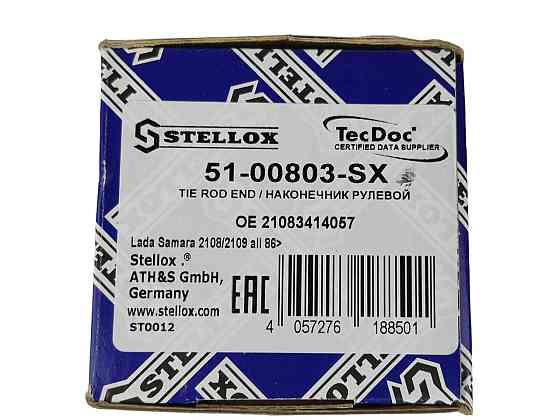 STELLOX
TecDoc®
CERTIFIED DATA SUPPLIER
51-00803-SX
TIE ROD END / НАКОНЕЧНИК РУЛЕВОЙ
OE 21083414057
Lada Samara 2108/2109 all 86>
Stellox .®
ATH&S GmbH,
Germany
www.stellox.com
ST0012
EAC
4 057276 188501